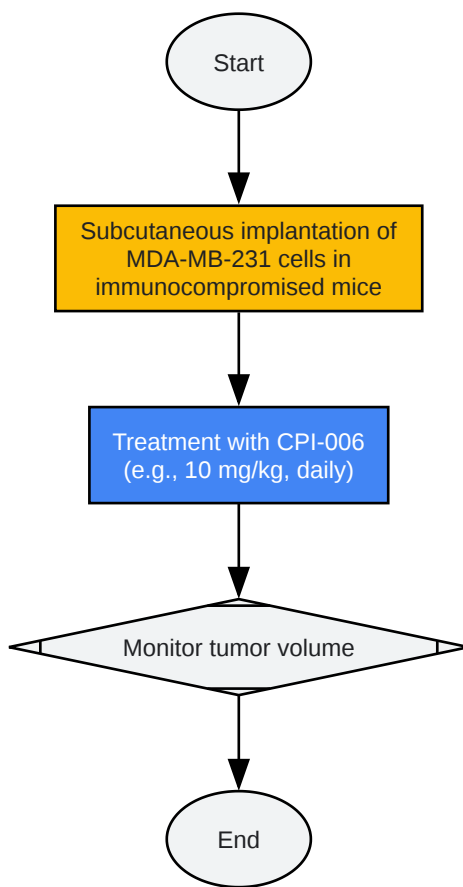 Start
Subcutaneous implantation of
MDA-MB-231 cells in
immunocompromised mice
Treatment with CPI-006
(e.g., 10 mg/kg, daily)
Monitor tumor volume
End